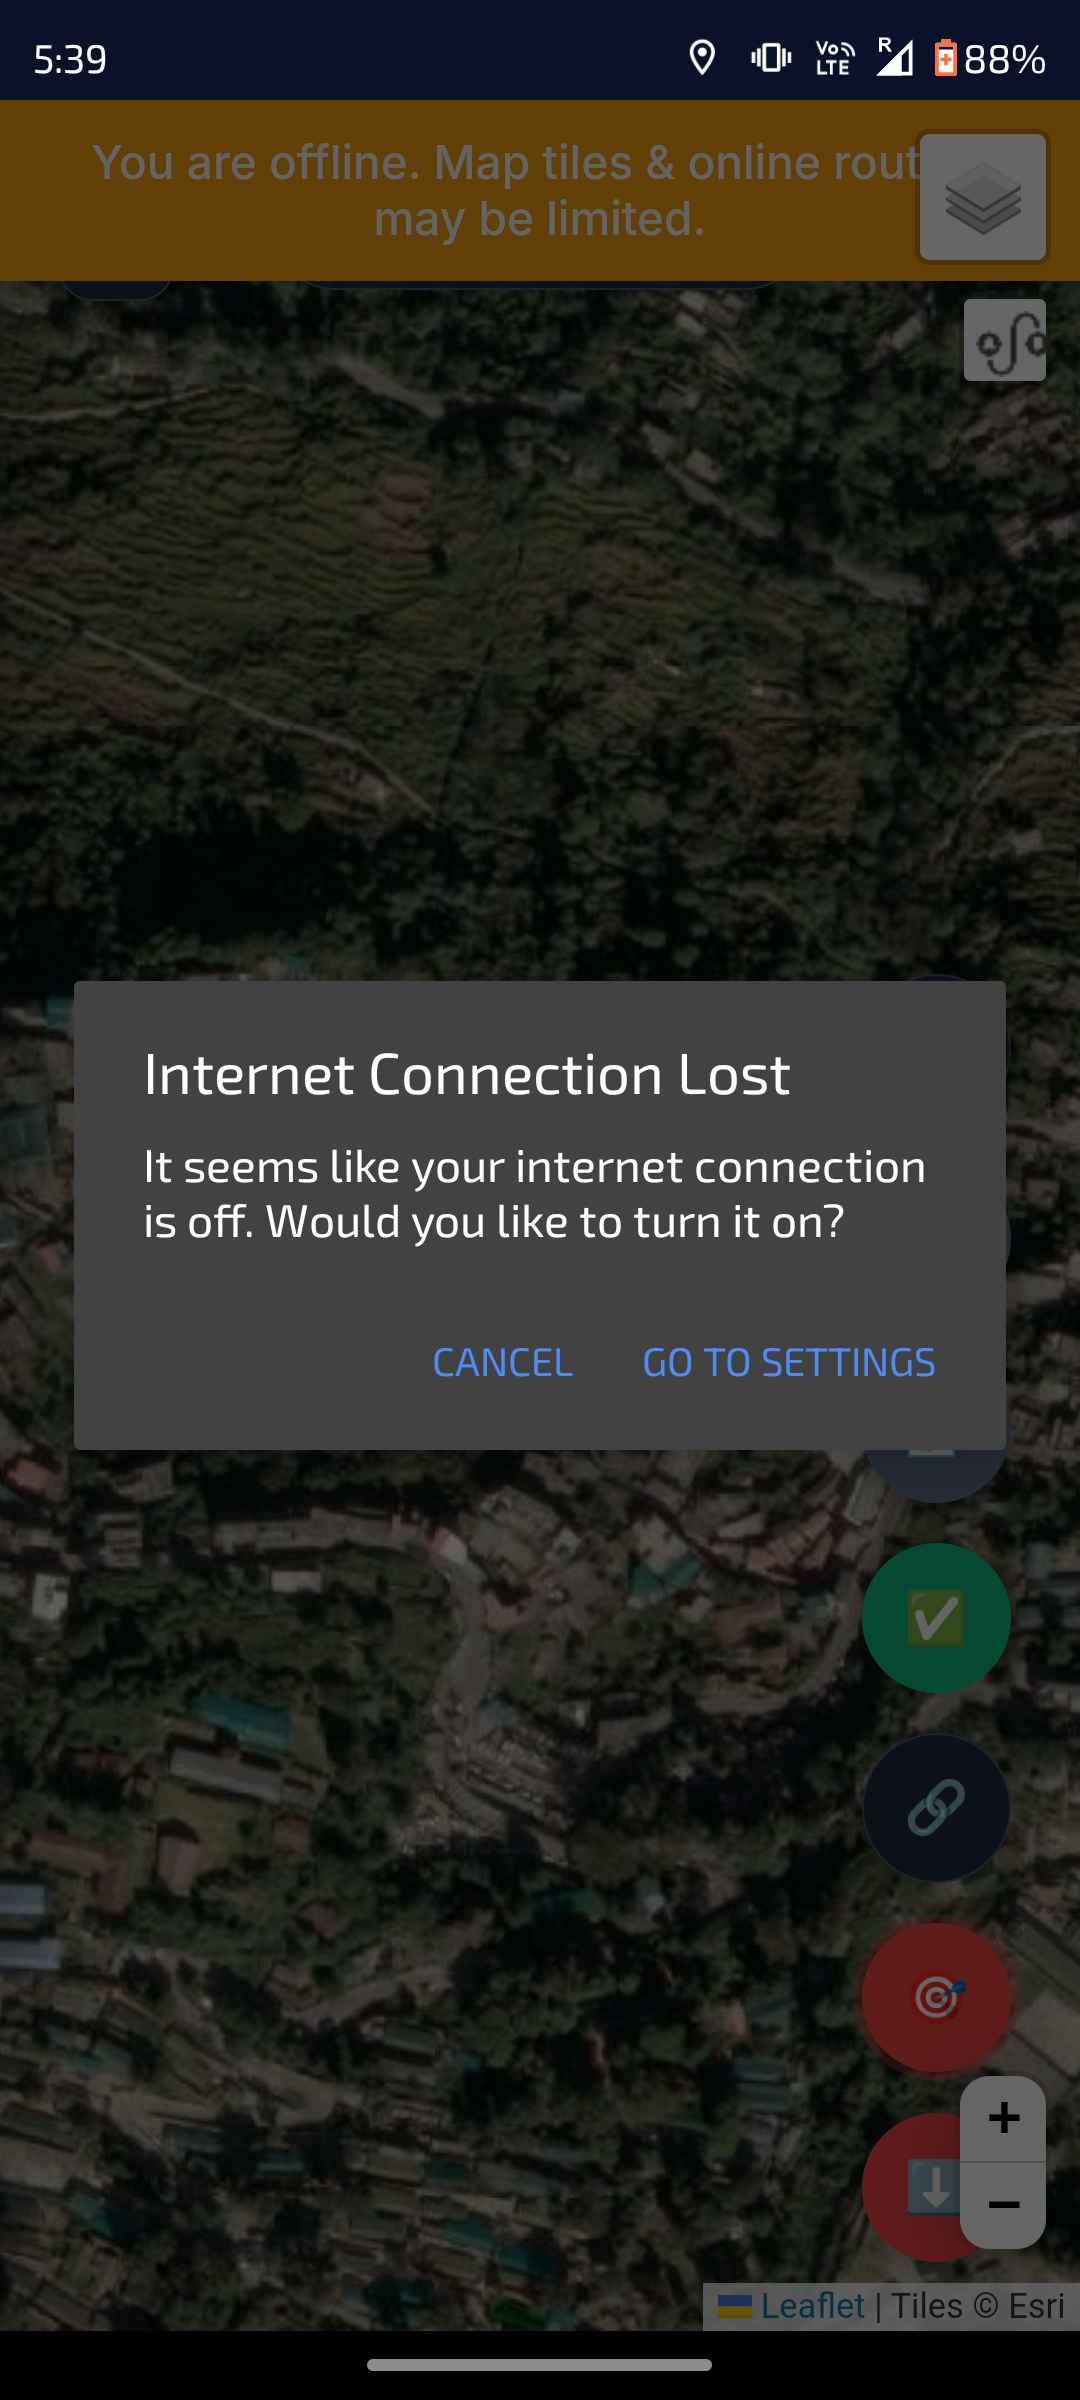 5:39
Vo LTE
R
88%
You are offline. Map tiles & online rout
may be limited.
Internet Connection Lost
It seems like your internet connection
is off. Would you like to turn it on?
CANCEL GO TO SETTINGS
+
−
Leaflet | Tiles © Esri